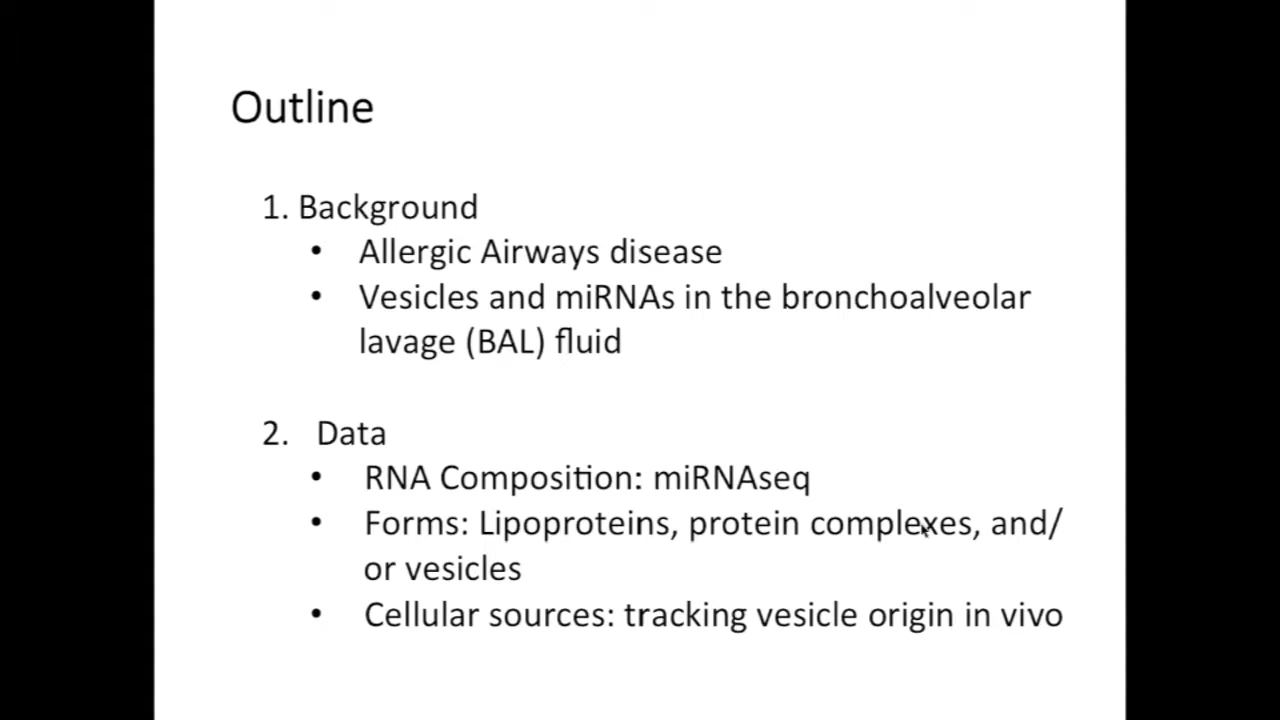 Outline
1. Background
• Allergic Airways disease
• Vesicles and miRNAs in the bronchoalveolar
lavage (BAL) fluid
2. Data
• RNA Composition: miRNAseq
• Forms: Lipoproteins, protein complexes, and/
or vesicles
• Cellular sources: tracking vesicle origin in vivo